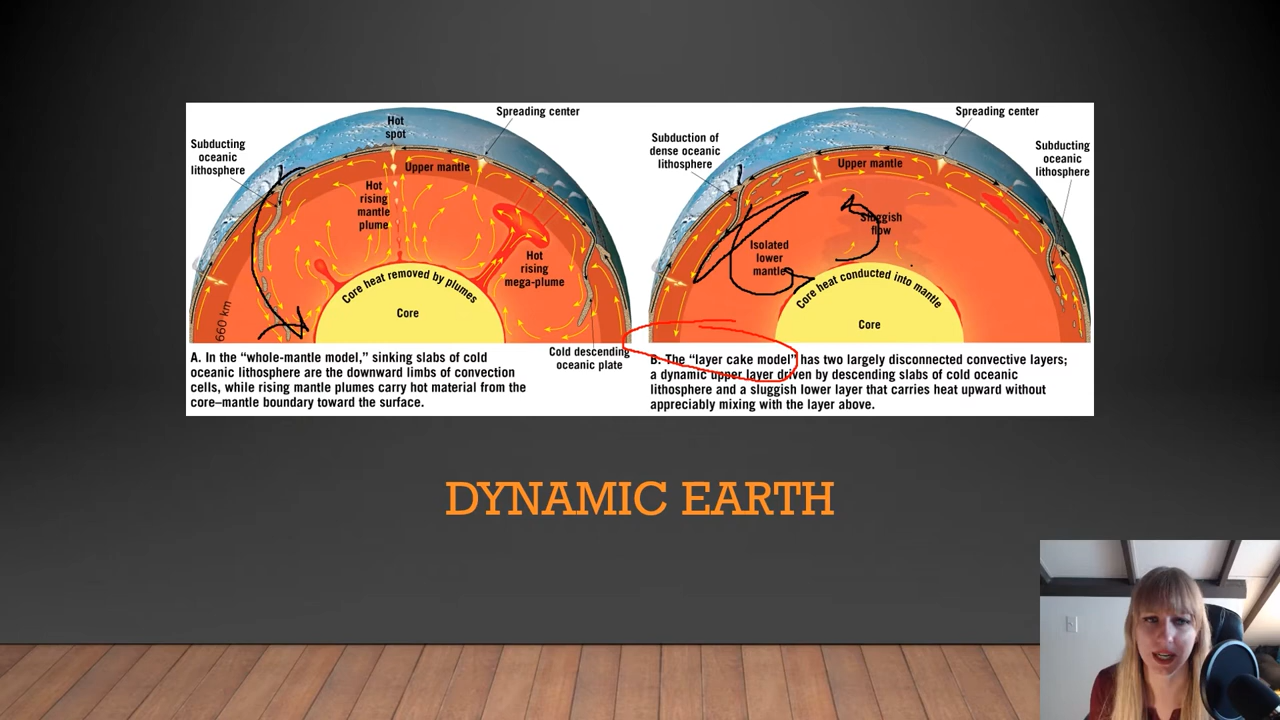 Hot
spot
Spreading center
Subducting
oceanic
lithosphere
Upper mantle
Hot
rising
mantle
plume
Hot
rising
mega-plume
Core heat removed by plumes
Core
660 km
Cold descending
oceanic plate
A. In the “whole-mantle model,” sinking slabs of cold
oceanic lithosphere are the downward limbs of convection
cells, while rising mantle plumes carry hot material from the
core–mantle boundary toward the surface.
Spreading center
Subduction of
dense oceanic
lithosphere
Subducting
oceanic
lithosphere
Upper mantle
Sluggish
flow
Isolated
lower
mantle
Core heat conducted into mantle
Core
B. The “layer cake model” has two largely disconnected convective layers;
a dynamic upper layer driven by descending slabs of cold oceanic
lithosphere and a sluggish lower layer that carries heat upward without
appreciably mixing with the layer above.
DYNAMIC EARTH